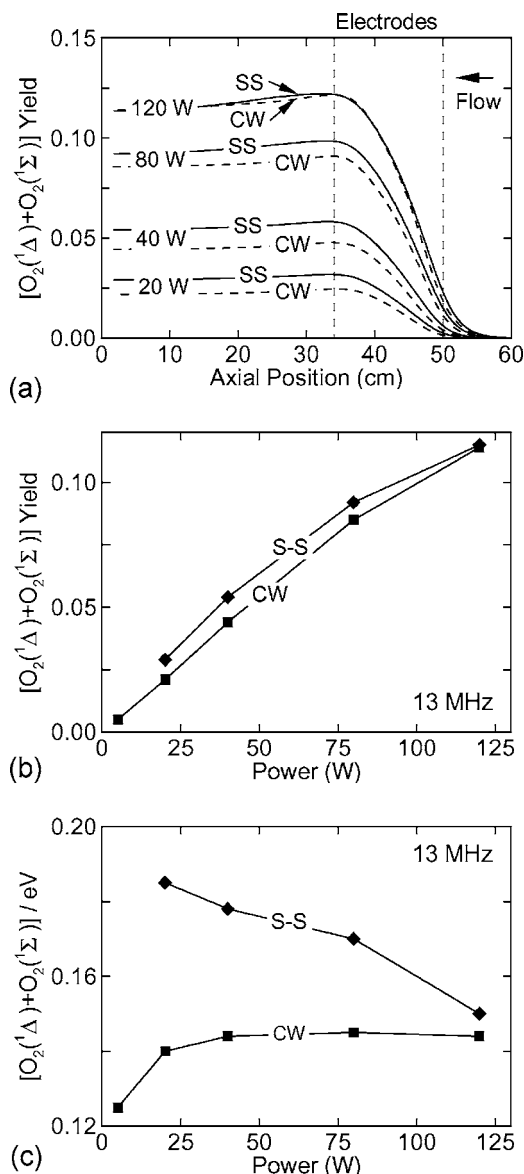 Electrodes
0.15
0.10
0.05
0.00
[O₂(¹Δ)+O₂(¹Σ)] Yield
Flow
SS
120 W
CW
SS
80 W
CW
SS
40 W
CW
SS
20 W
CW
0 10 20 30 40 50 60
Axial Position (cm)
(a)
0.10
0.05
0.00
[O₂(¹Δ)+O₂(¹Σ)] Yield
S-S
CW
13 MHz
0 25 50 75 100 125
Power (W)
(b)
0.20
0.16
0.12
[O₂(¹Δ)+O₂(¹Σ)] / eV
13 MHz
S-S
CW
0 25 50 75 100 125
Power (W)
(c)